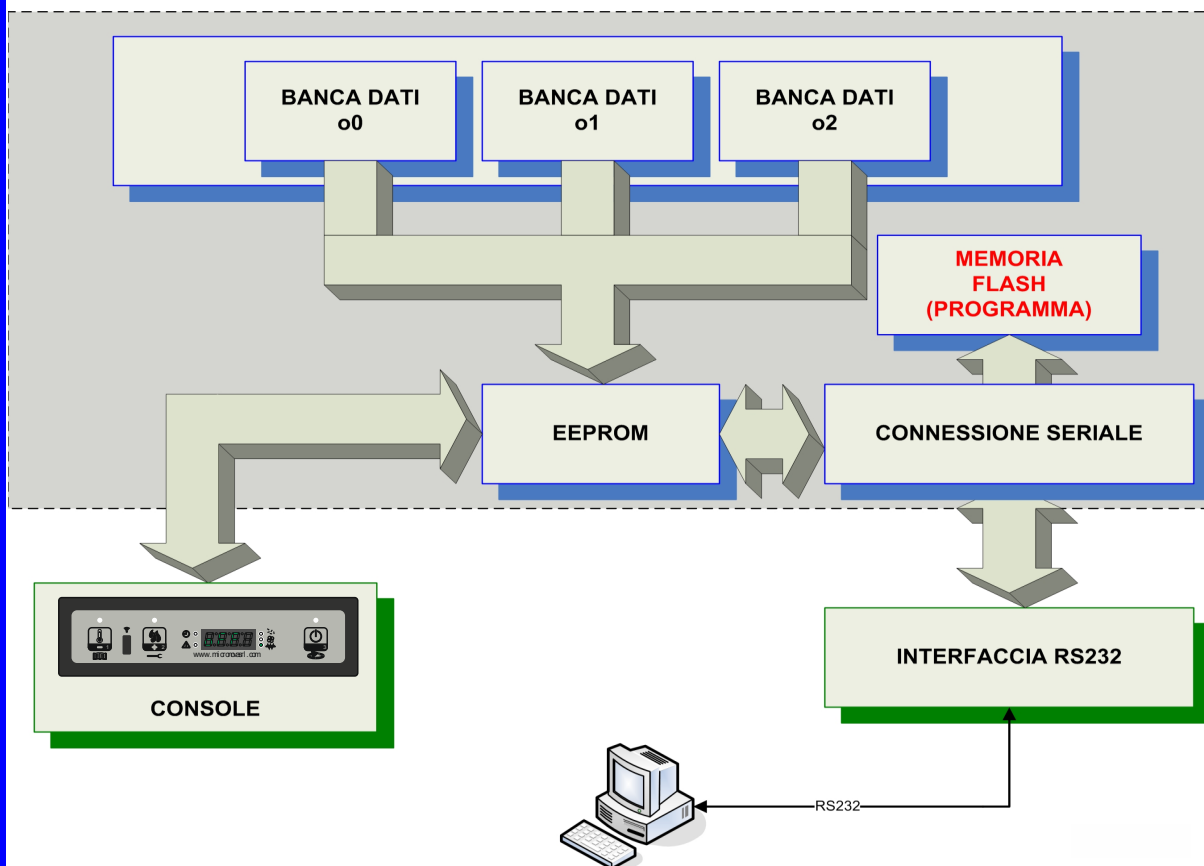 BANCA DATI
o0
BANCA DATI
o1
BANCA DATI
o2
MEMORIA
FLASH
(PROGRAMMA)
EEPROM
CONNESSIONE SERIALE
CONSOLE
INTERFACCIA RS232
RS232